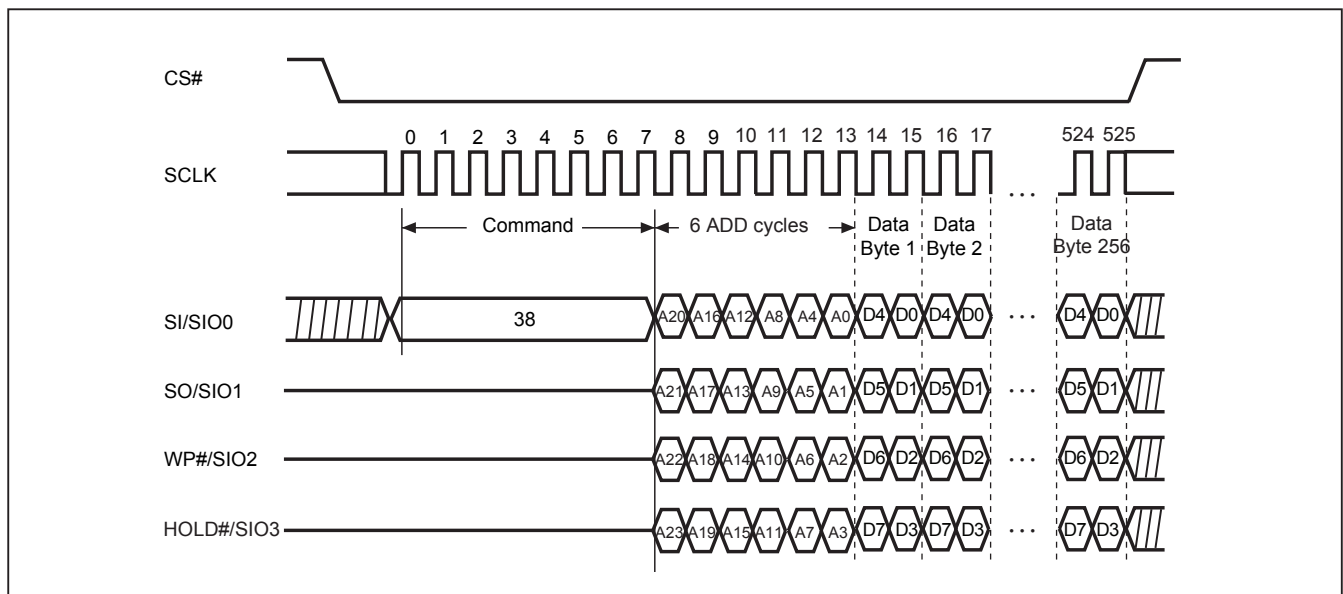 CS#
0 1 2 3 4 5 6 7 8 9 10 11 12 13 14 15 16 17 524 525
SCLK
...
Command 6 ADD cycles Data Data Data
Byte 1 Byte 2 Byte 256
SI/SIO0 38 A20 A16 A12 A8 A4 A0 D4 D0 D4 D0 ... D4 D0
SO/SIO1 A21 A17 A13 A9 A5 A1 D5 D1 D5 D1 ... D5 D1
WP#/SIO2 A22 A18 A14 A10 A6 A2 D6 D2 D6 D2 ... D6 D2
HOLD#/SIO3 A23 A19 A15 A11 A7 A3 D7 D3 D7 D3 ... D7 D3